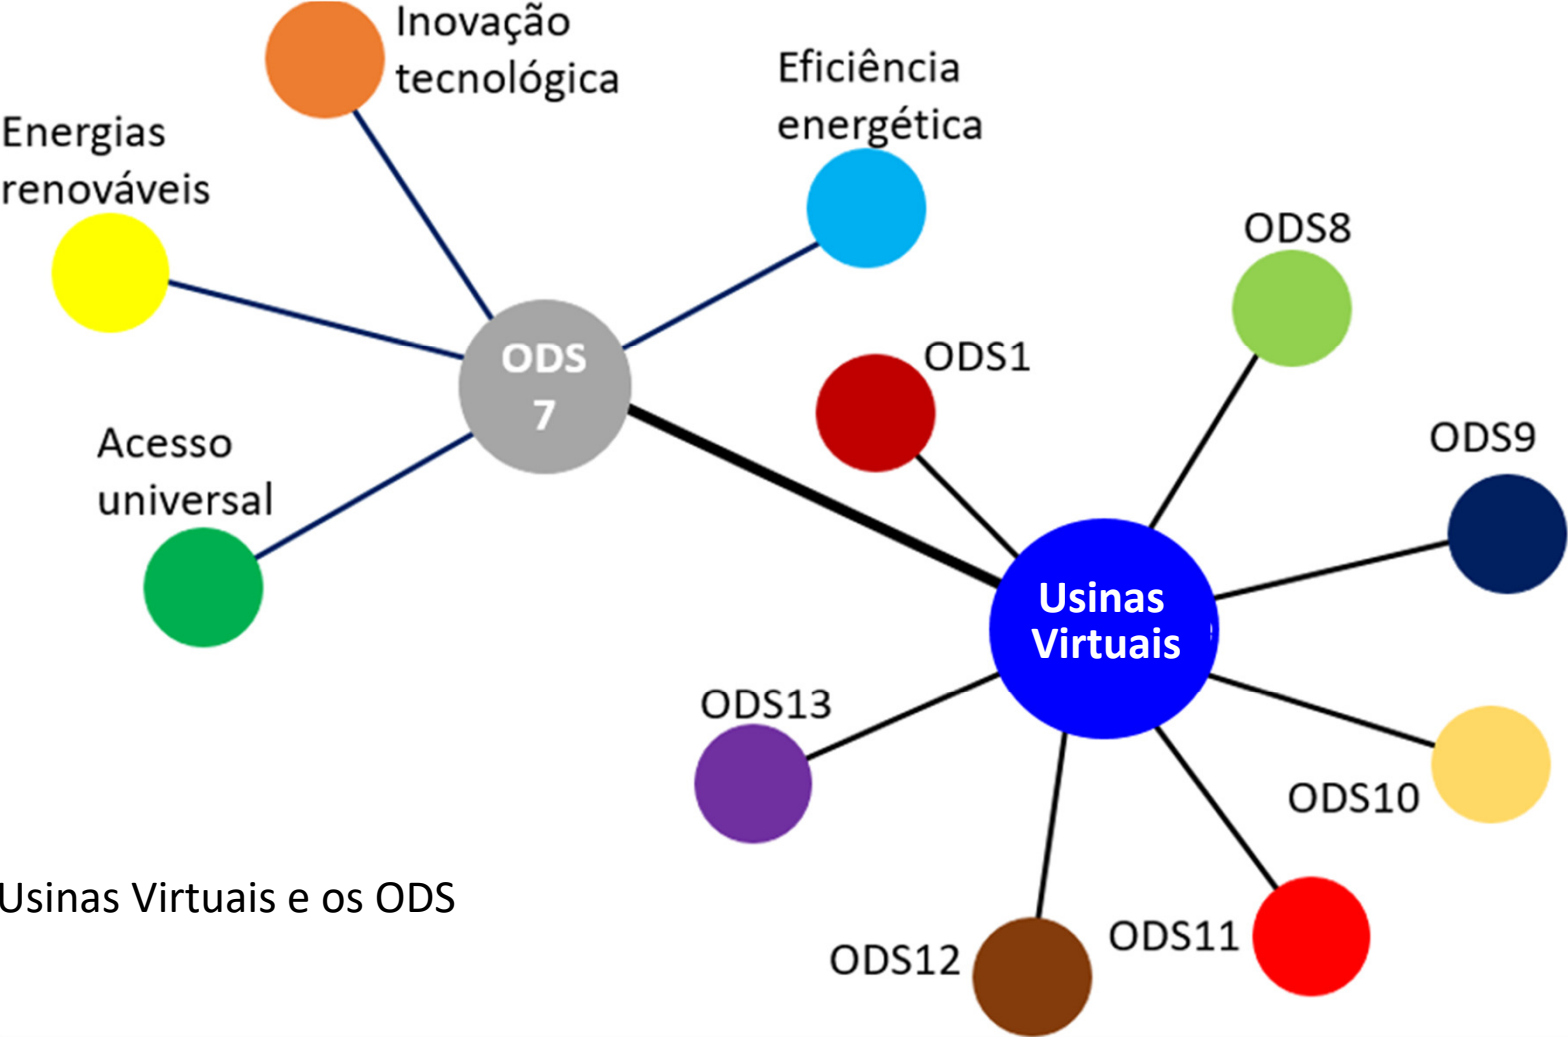 Inovação
tecnológica
Eficiência
energética
Energias
renováveis
ODS8
ODS
7
ODS1
Acesso
universal
ODS9
Usinas
Virtuais
ODS13
ODS10
Usinas Virtuais e os ODS
ODS12
ODS11